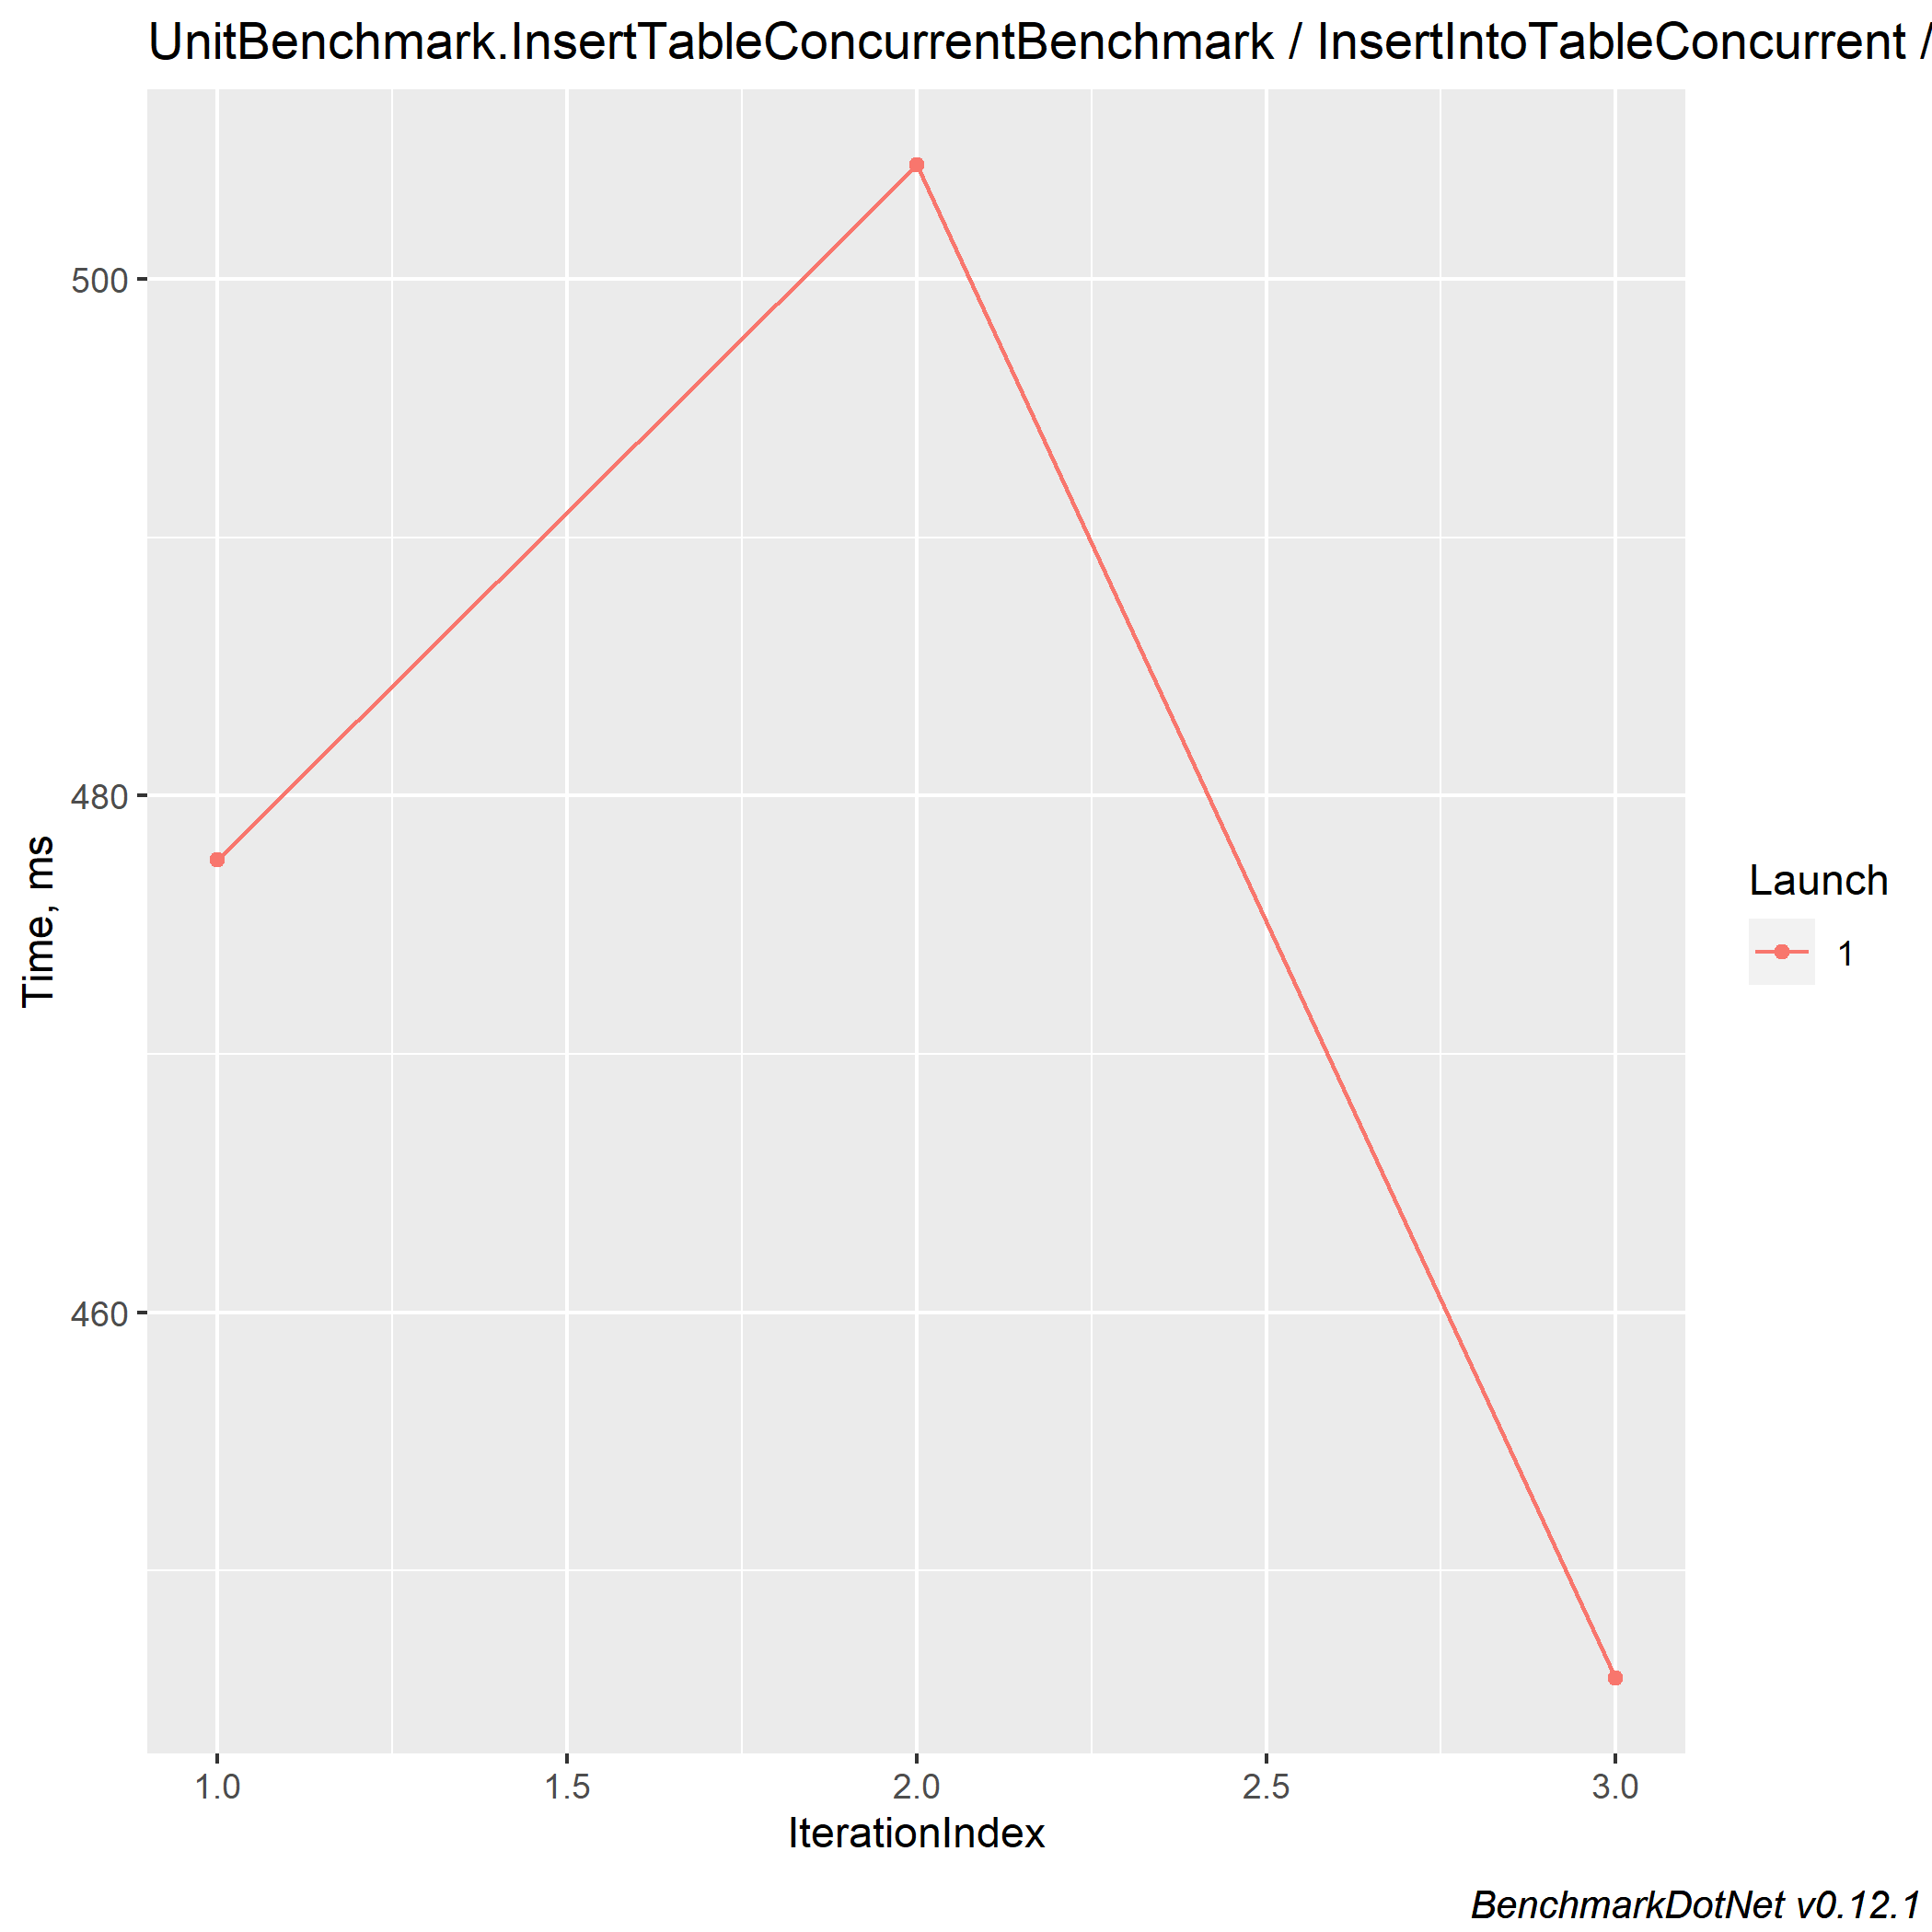 UnitBenchmark.InsertTableConcurrentBenchmark / InsertIntoTableConcurrent /
500
480
460
Time, ms
1.0 1.5 2.0 2.5 3.0
IterationIndex
Launch
1
BenchmarkDotNet v0.12.1